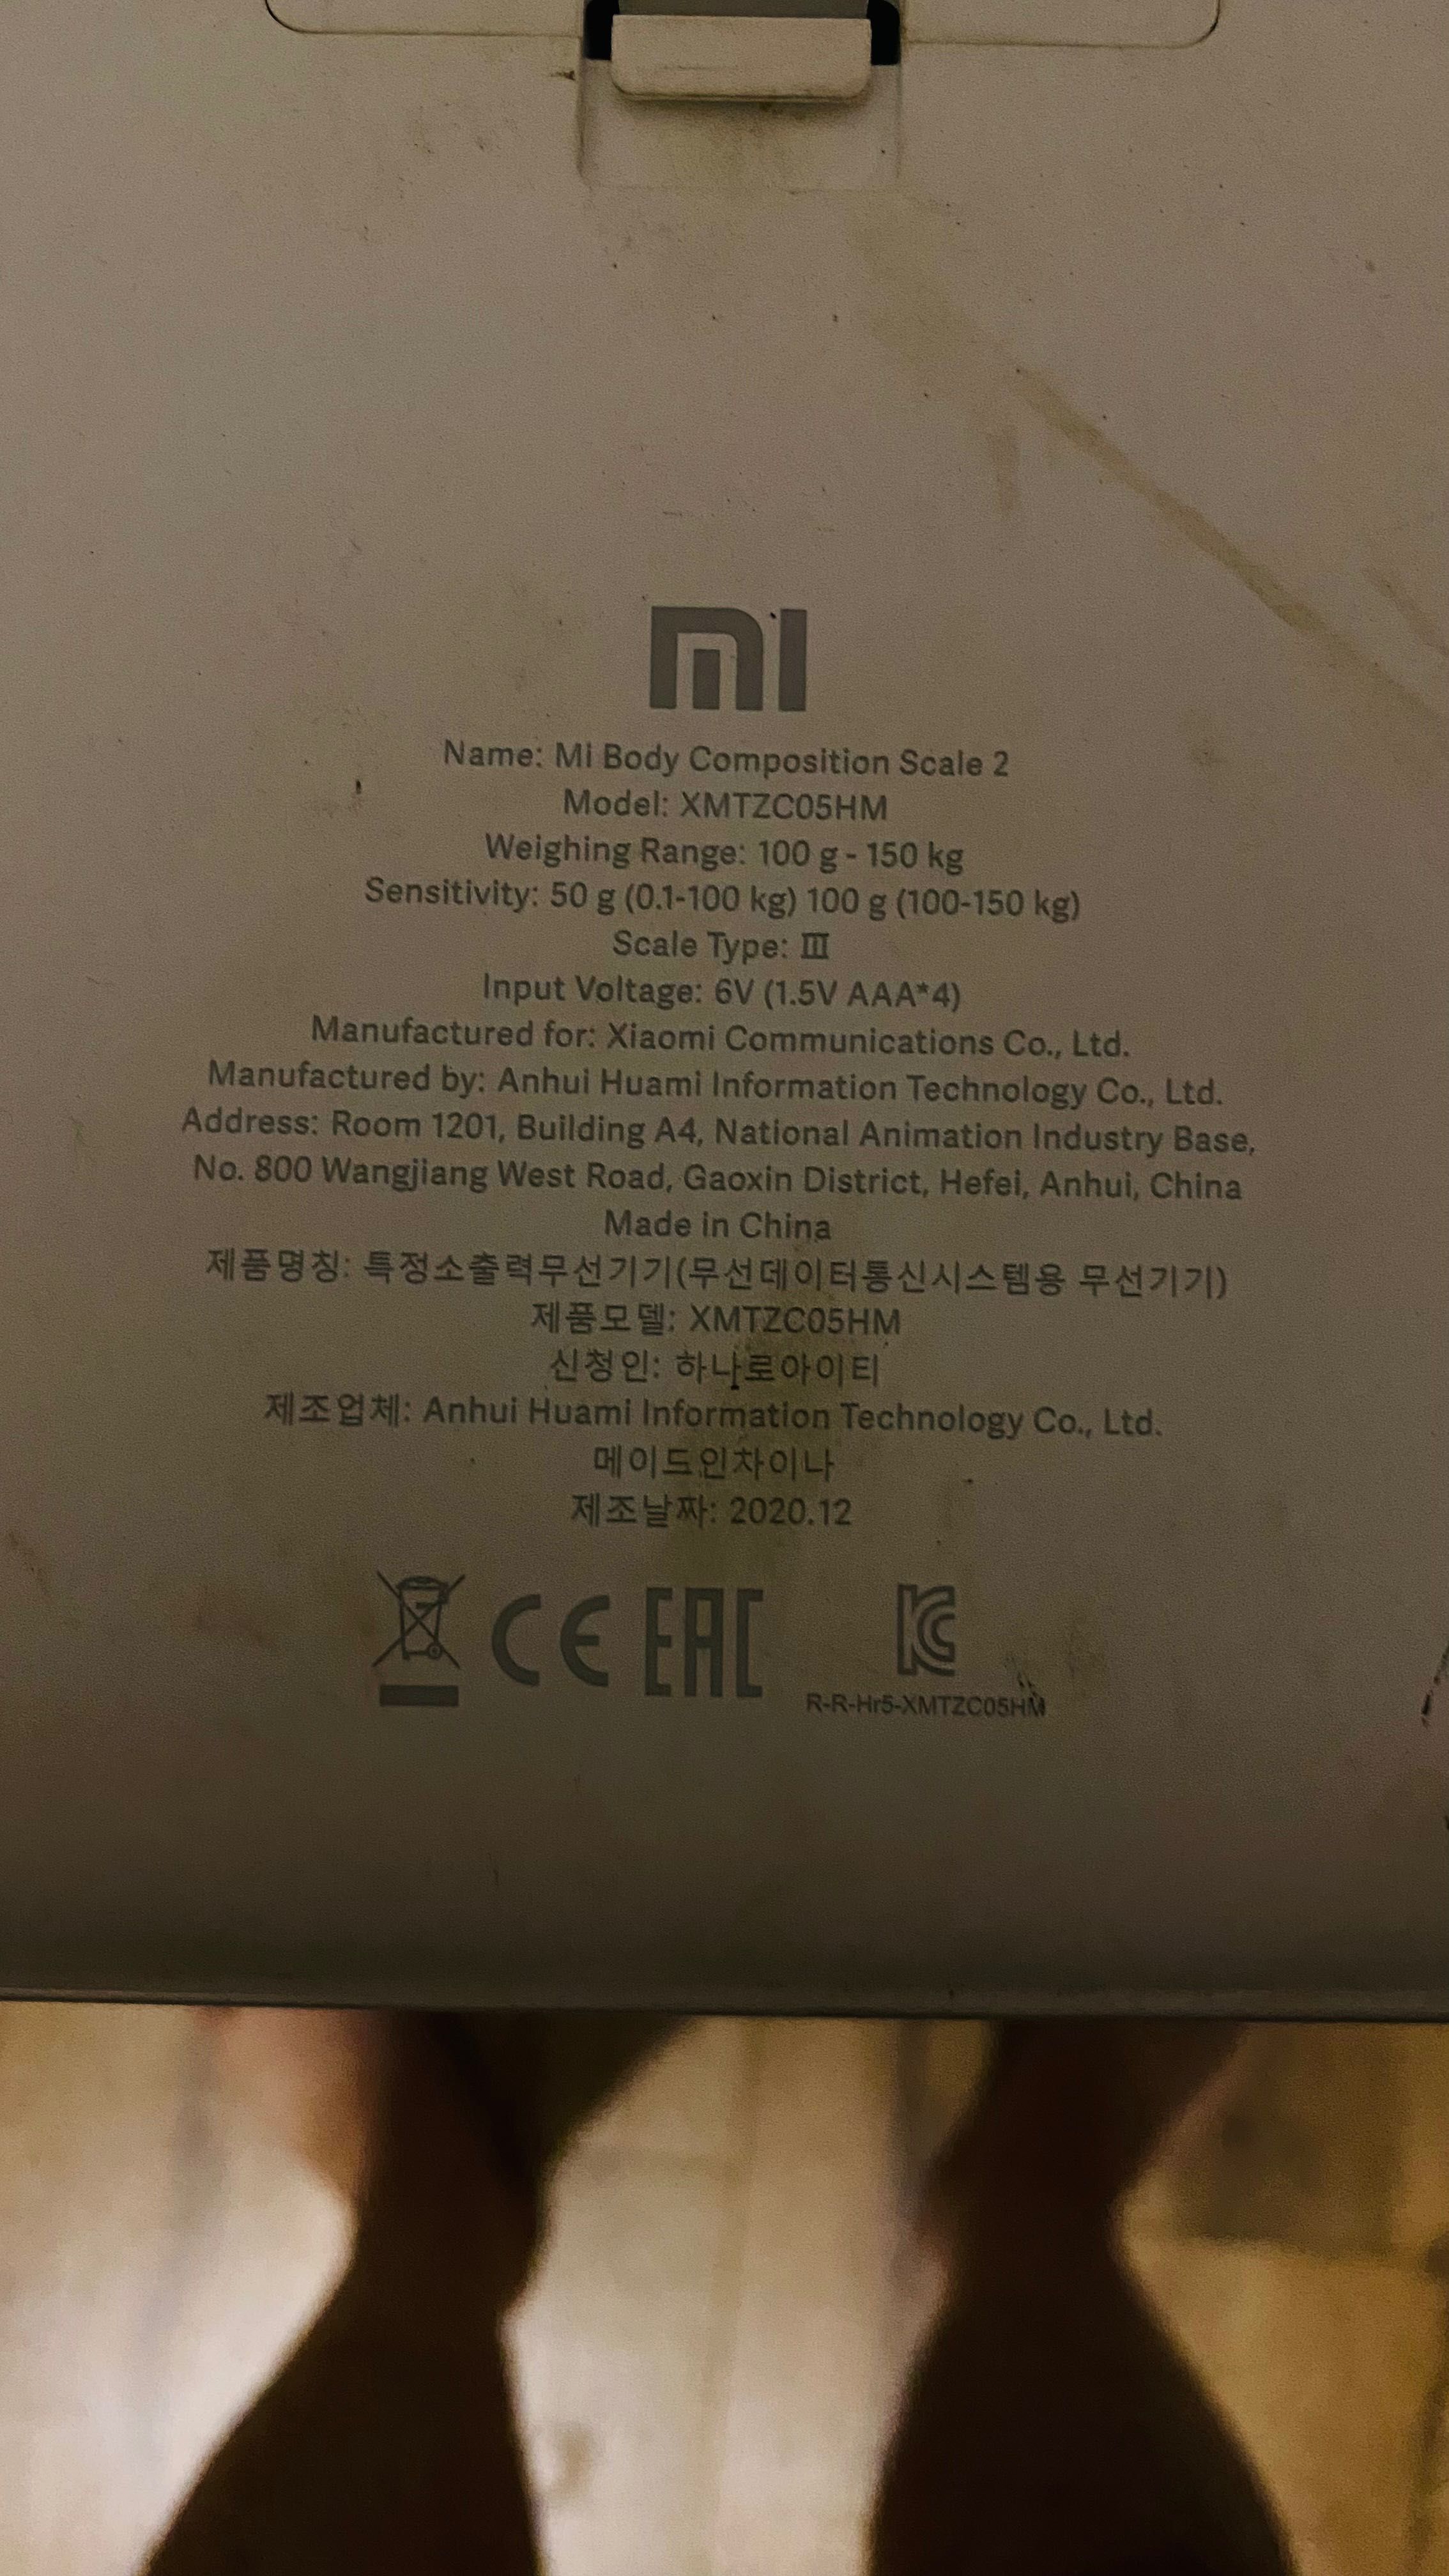 mi
Name: Mi Body Composition Scale 2
Model: XMTZC05HM
Weighing Range: 100 g - 150 kg
Sensitivity: 50 g (0.1-100 kg) 100 g (100-150 kg)
Scale Type: Ⅲ
Input Voltage: 6V (1.5V AAA*4)
Manufactured for: Xiaomi Communications Co., Ltd.
Manufactured by: Anhui Huami Information Technology Co., Ltd.
Address: Room 1201, Building A4, National Animation Industry Base,
No. 800 Wangjiang West Road, Gaoxin District, Hefei, Anhui, China
Made in China
제품명칭: 특정소출력무선기기(무선데이터통신시스템용 무선기기)
제품모델: XMTZC05HM
신청인: 하나로아이티
제조업체: Anhui Huami Information Technology Co., Ltd.
메이드인차이나
제조날짜: 2020.12
CE EAC KC
R-R-Hr5-XMTZC05HM